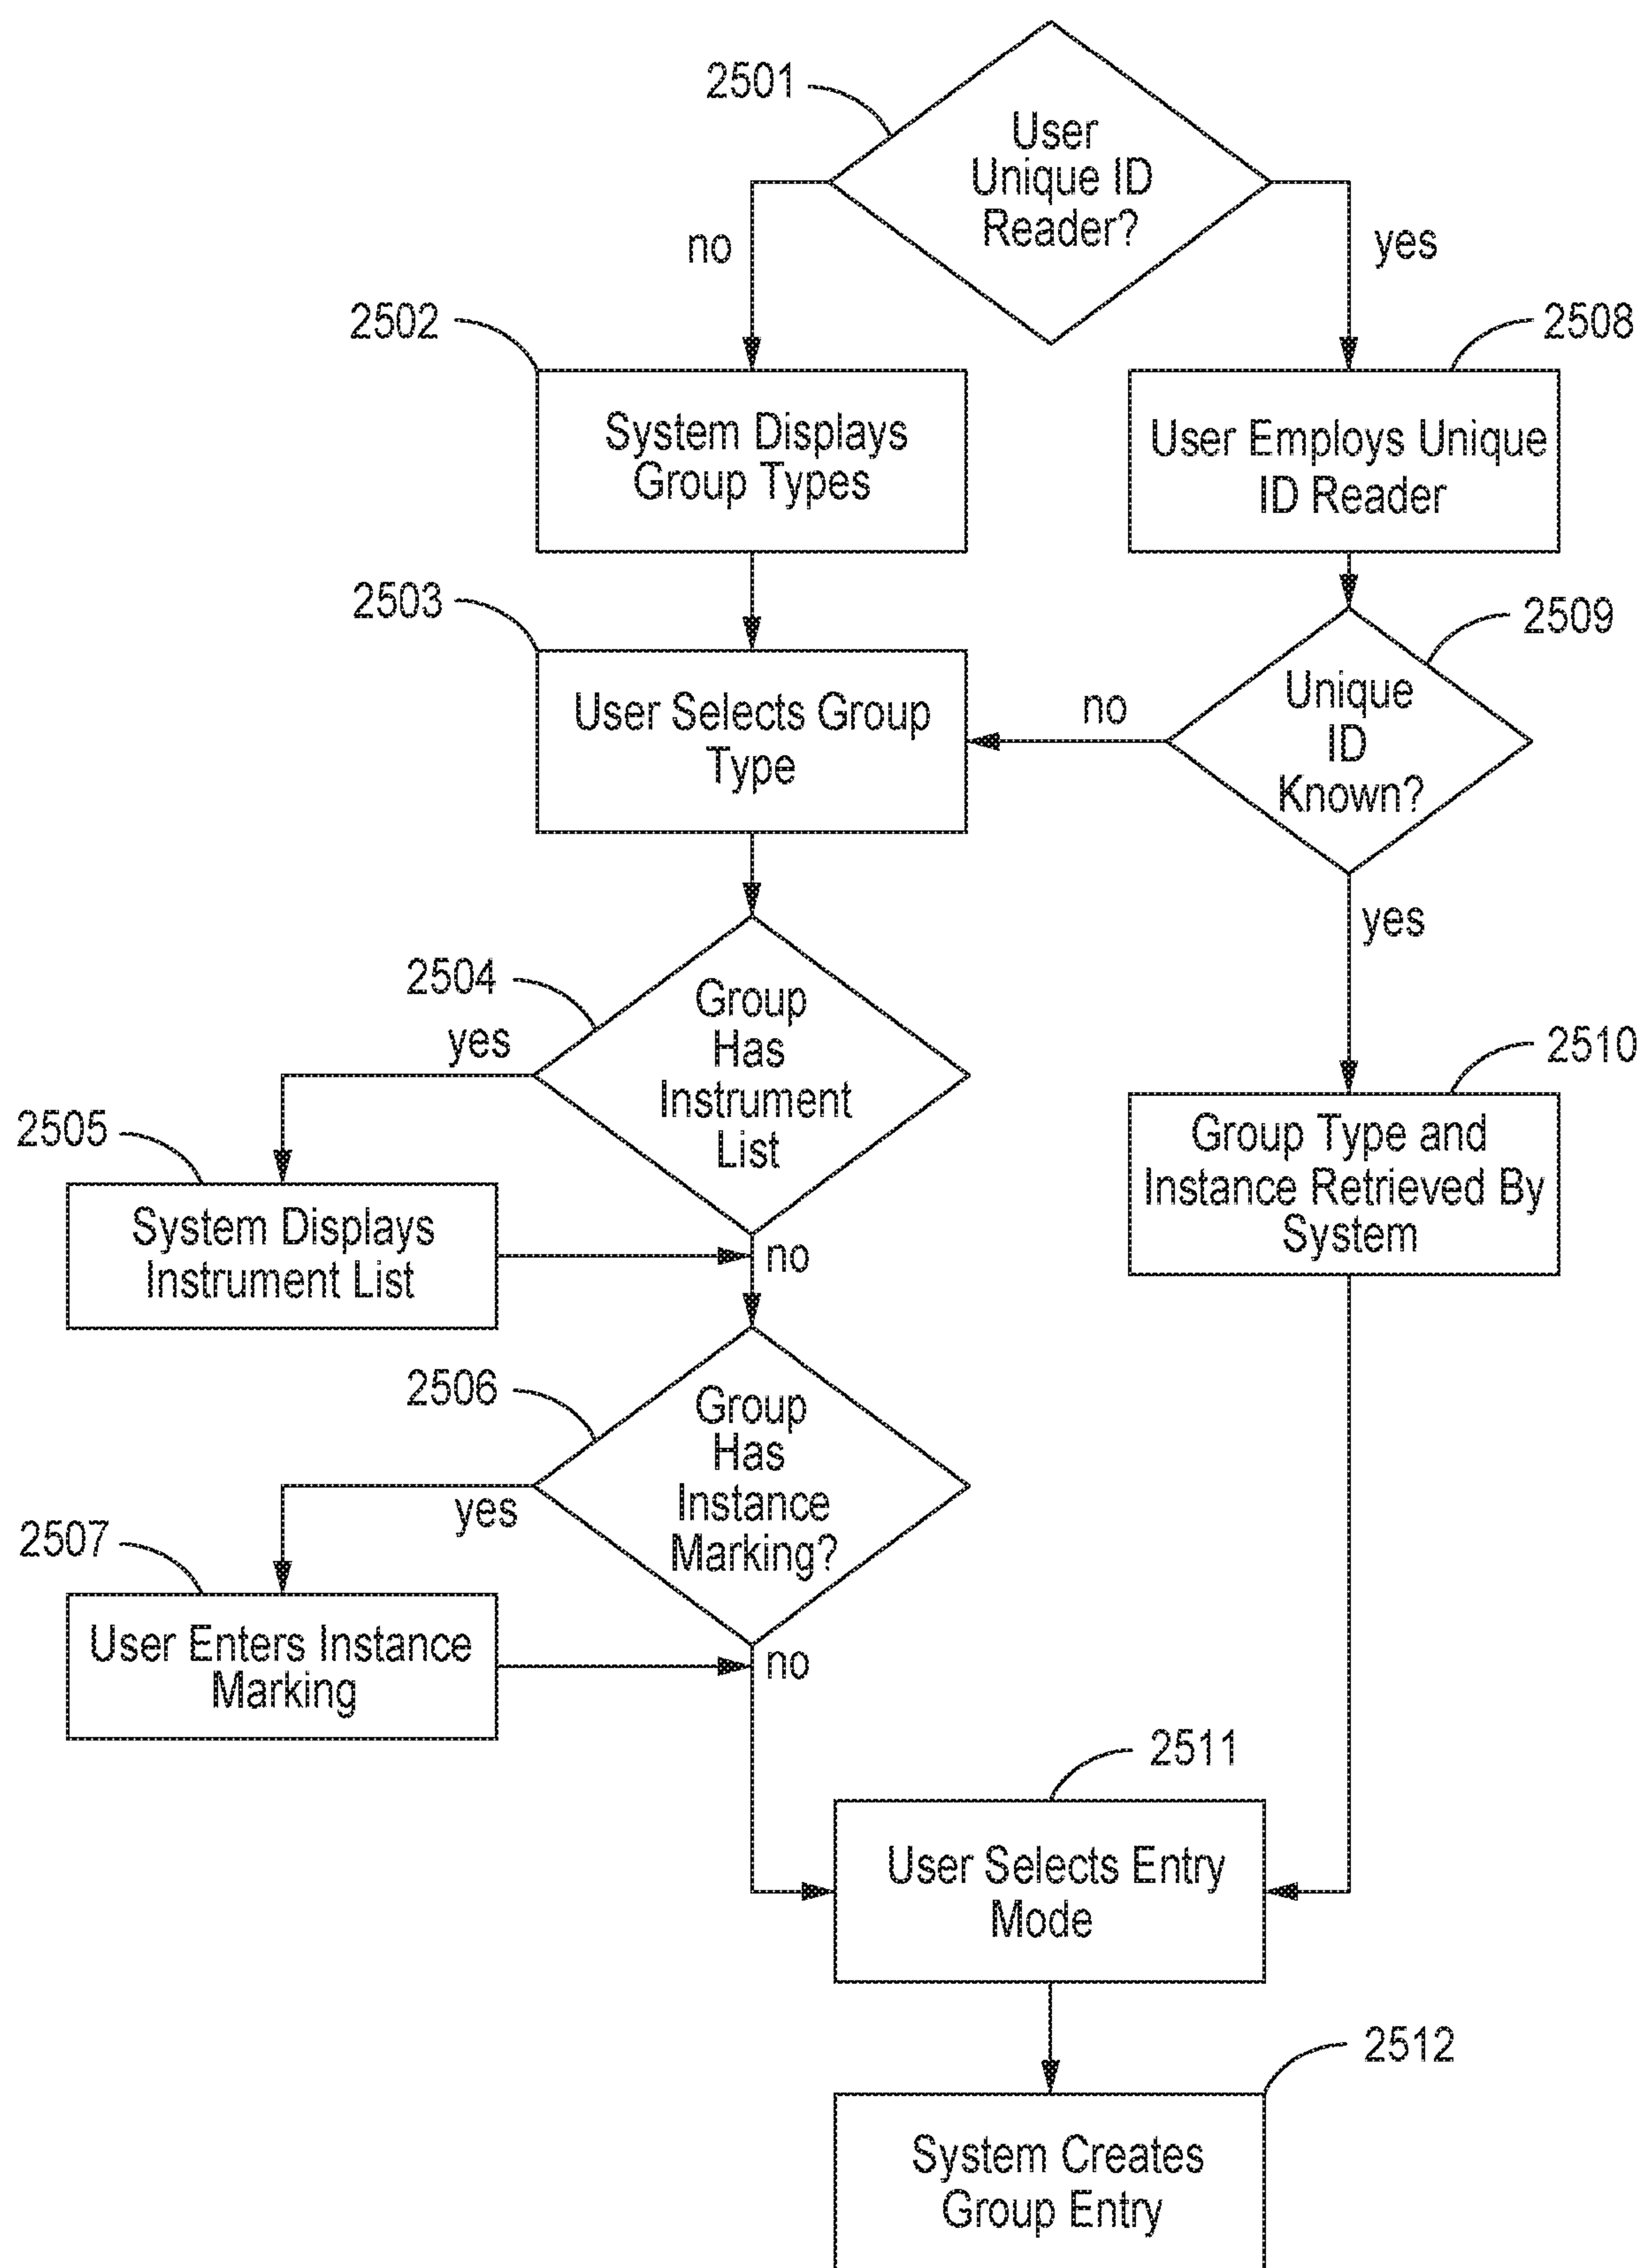 2501
User
Unique ID
Reader?
no
yes
2502
System Displays
Group Types
2508
User Employs Unique
ID Reader
2503
User Selects Group
Type
no
2509
Unique
ID
Known?
yes
2504
Group
Has
Instrument
List
yes
2505
System Displays
Instrument List
no
2510
Group Type and
Instance Retrieved By
System
2506
Group
Has
Instance
Marking?
yes
2507
User Enters Instance
Marking
no
2511
User Selects Entry
Mode
2512
System Creates
Group Entry